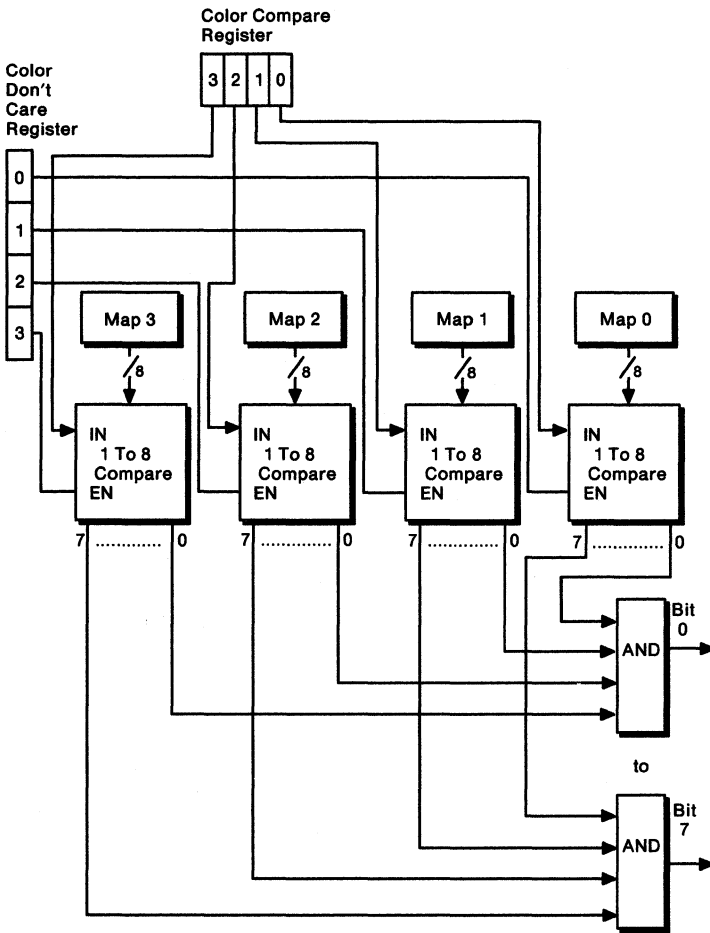 Color Compare
Register
3 2 1 0
Color
Don't
Care
Register
0
1
2
3
Map 3
Map 2
Map 1
Map 0
8
8
8
8
IN
1 To 8
Compare
EN
IN
1 To 8
Compare
EN
IN
1 To 8
Compare
EN
IN
1 To 8
Compare
EN
7 ............. 0
7 ............. 0
7 ............. 0
7 ............. 0
AND
Bit
0
to
AND
Bit
7